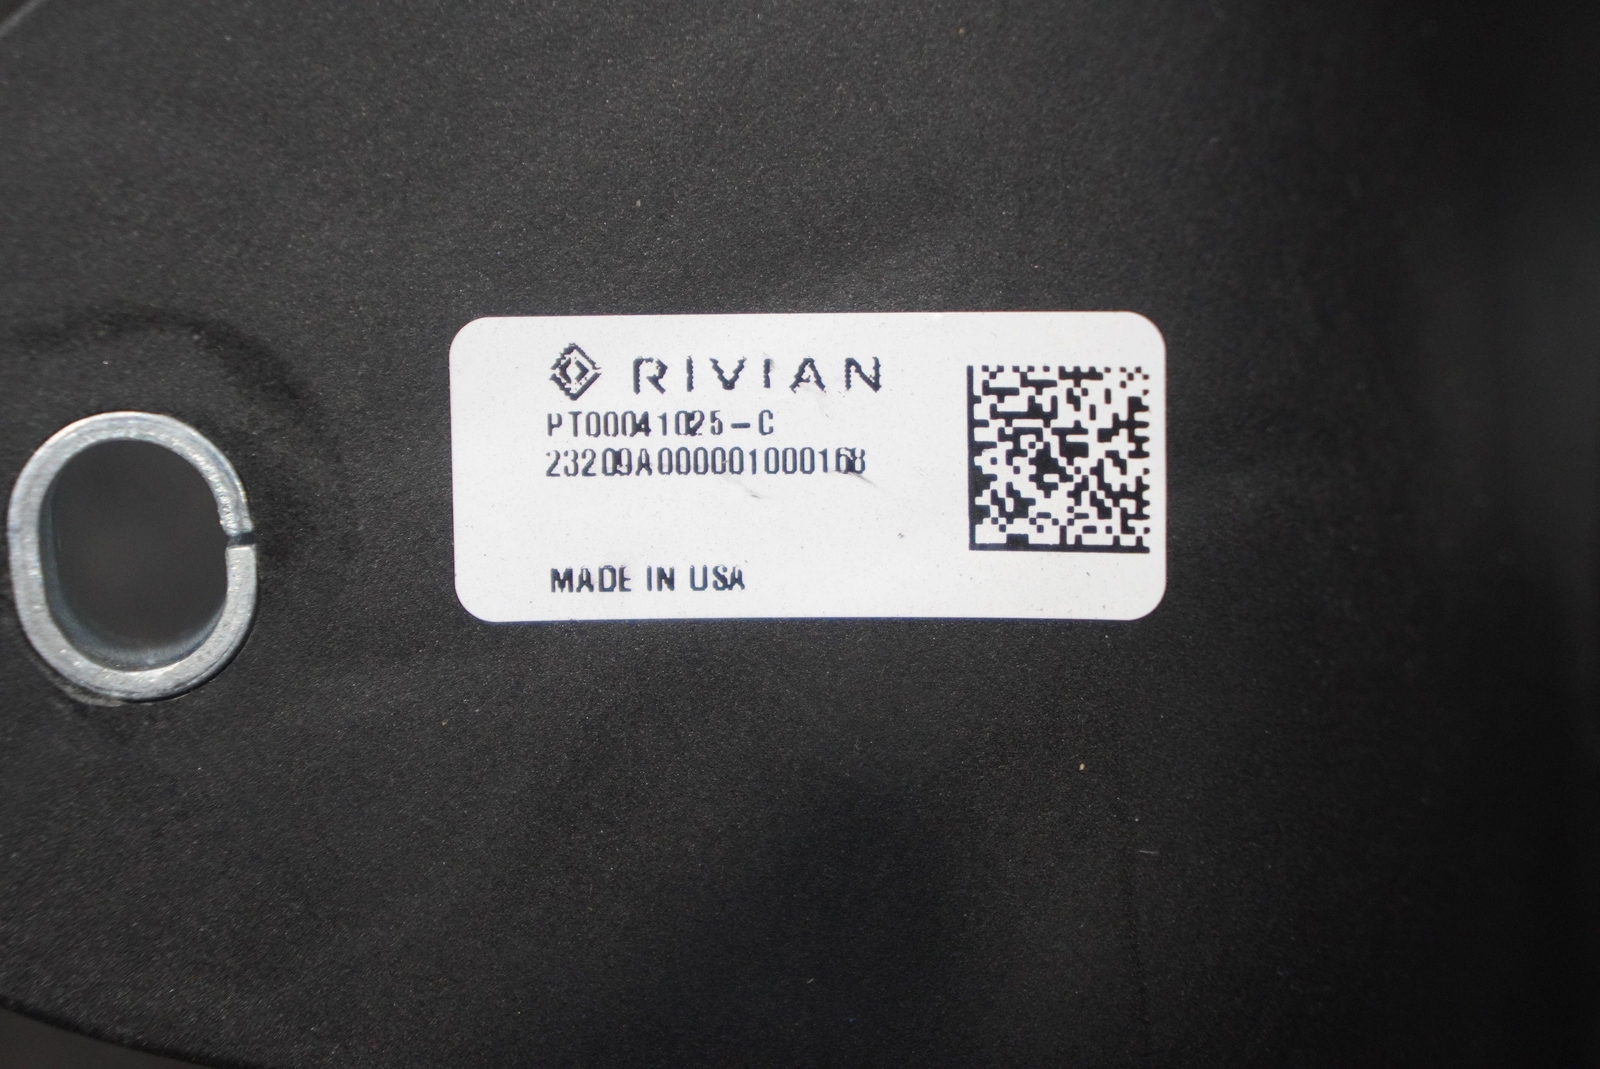 RIVIAN
PT00041025-C
23209A000001000168
MADE IN USA